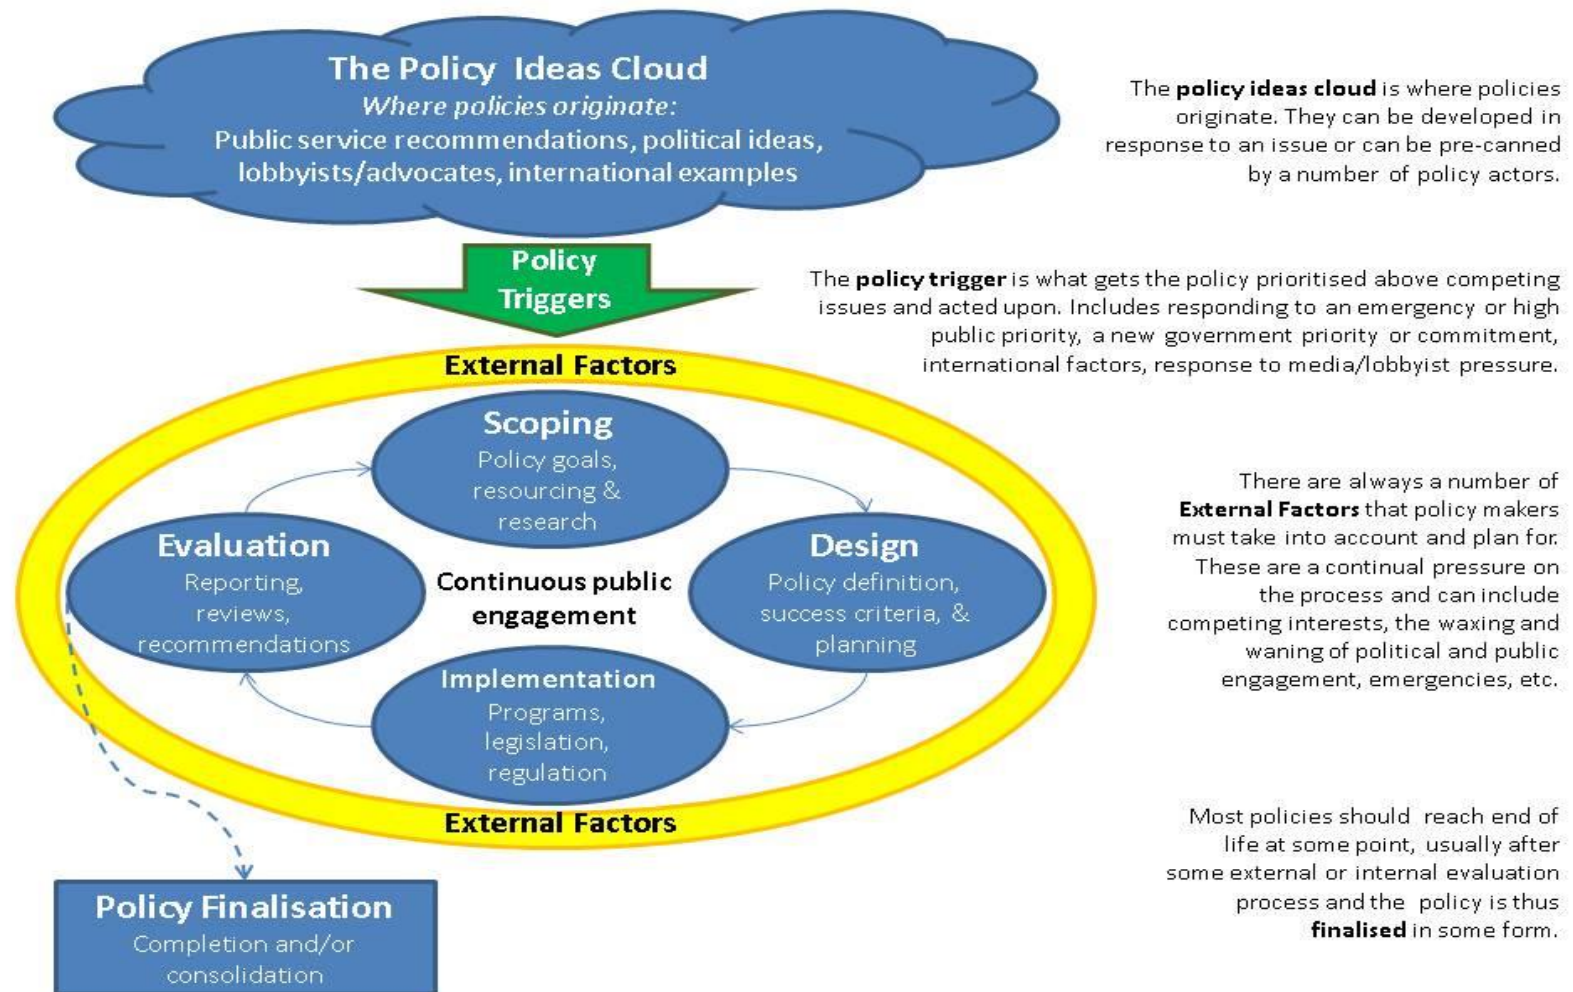 The Policy Ideas Cloud
Where policies originate:
Public service recommendations, political ideas,
lobbyists/advocates, international examples
The policy ideas cloud is where policies
originate. They can be developed in
response to an issue or can be pre-canned
by a number of policy actors.
Policy
Triggers
The policy trigger is what gets the policy prioritised above competing
issues and acted upon. Includes responding to an emergency or high
public priority, a new government priority or commitment,
international factors, response to media/lobbyist pressure.
External Factors
Scoping
Policy goals,
resourcing &
research
Evaluation
Reporting,
reviews,
recommendations
Continuous public
engagement
Design
Policy definition,
success criteria, &
planning
Implementation
Programs,
legislation,
regulation
External Factors
There are always a number of
External Factors that policy makers
must take into account and plan for.
These are a continual pressure on
the process and can include
competing interests, the waxing and
waning of political and public
engagement, emergencies, etc.
Policy Finalisation
Completion and/or
consolidation
Most policies should reach end of
life at some point, usually after
some external or internal evaluation
process and the policy is thus
finalised in some form.